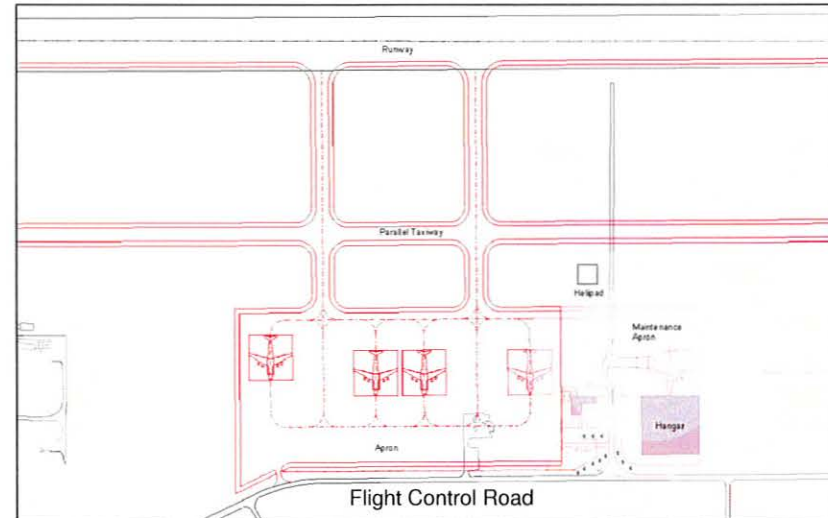 Runway
Parallel Taxiway
Helipad
Maintenance
Apron
Hangar
Apron
Flight Control Road